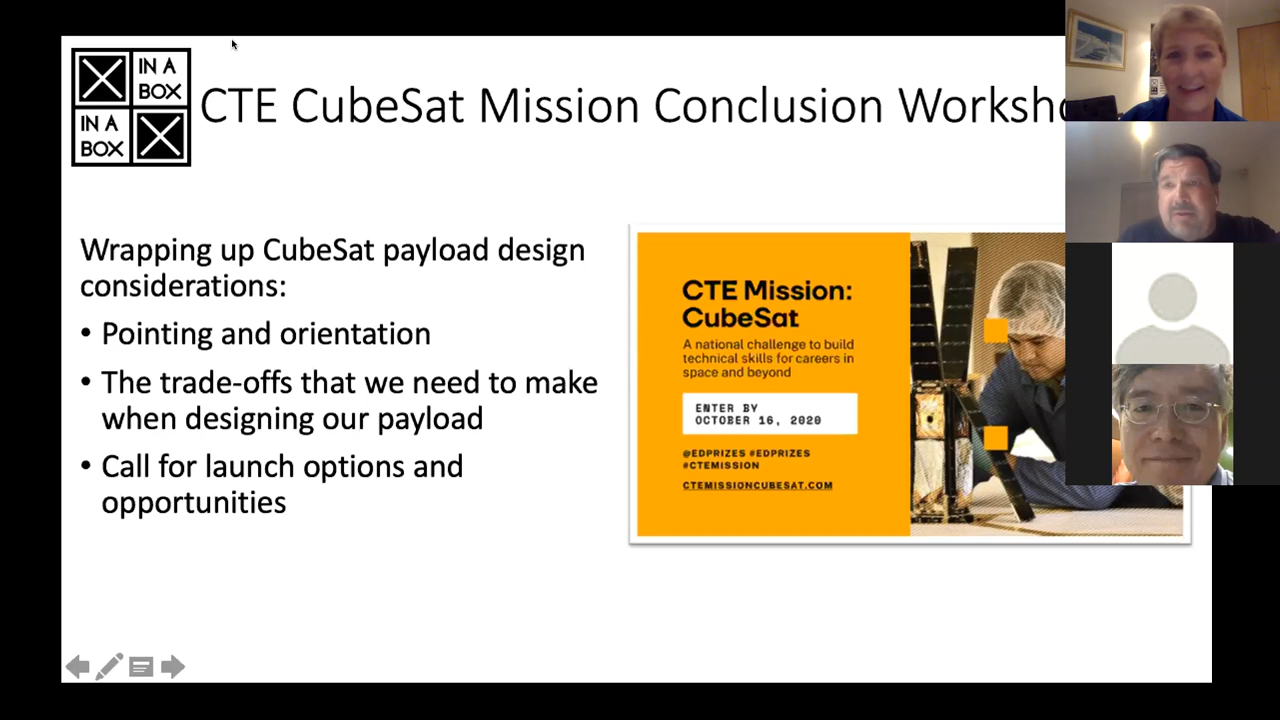 IN A
BOX
IN A
BOX
CTE CubeSat Mission Conclusion
Wrapping up CubeSat payload design
considerations:
• Pointing and orientation
• The trade-offs that we need to make
when designing our payload
• Call for launch options and
opportunities
CTE Mission:
CubeSat
A national challenge to build
technical skills for careers in
space and beyond
ENTER BY
OCTOBER 16, 2020
@EDPRIZES #EDPRIZES
#CTEMISSION
CTEMISSIONCUBESAT.COM